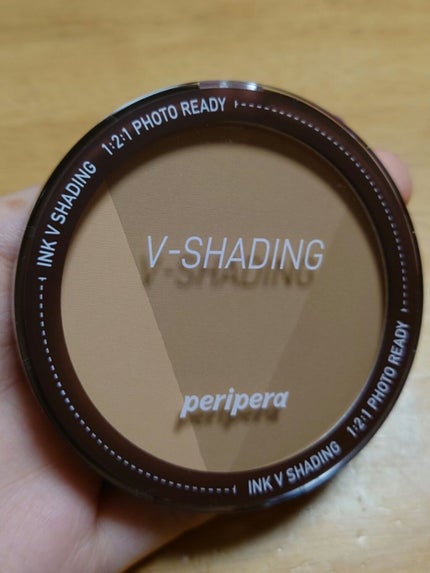 INK V SHADING 1:2:1 PHOTO READY
V-SHADING
peripera
INK V SHADING 1:2:1 PHOTO READY